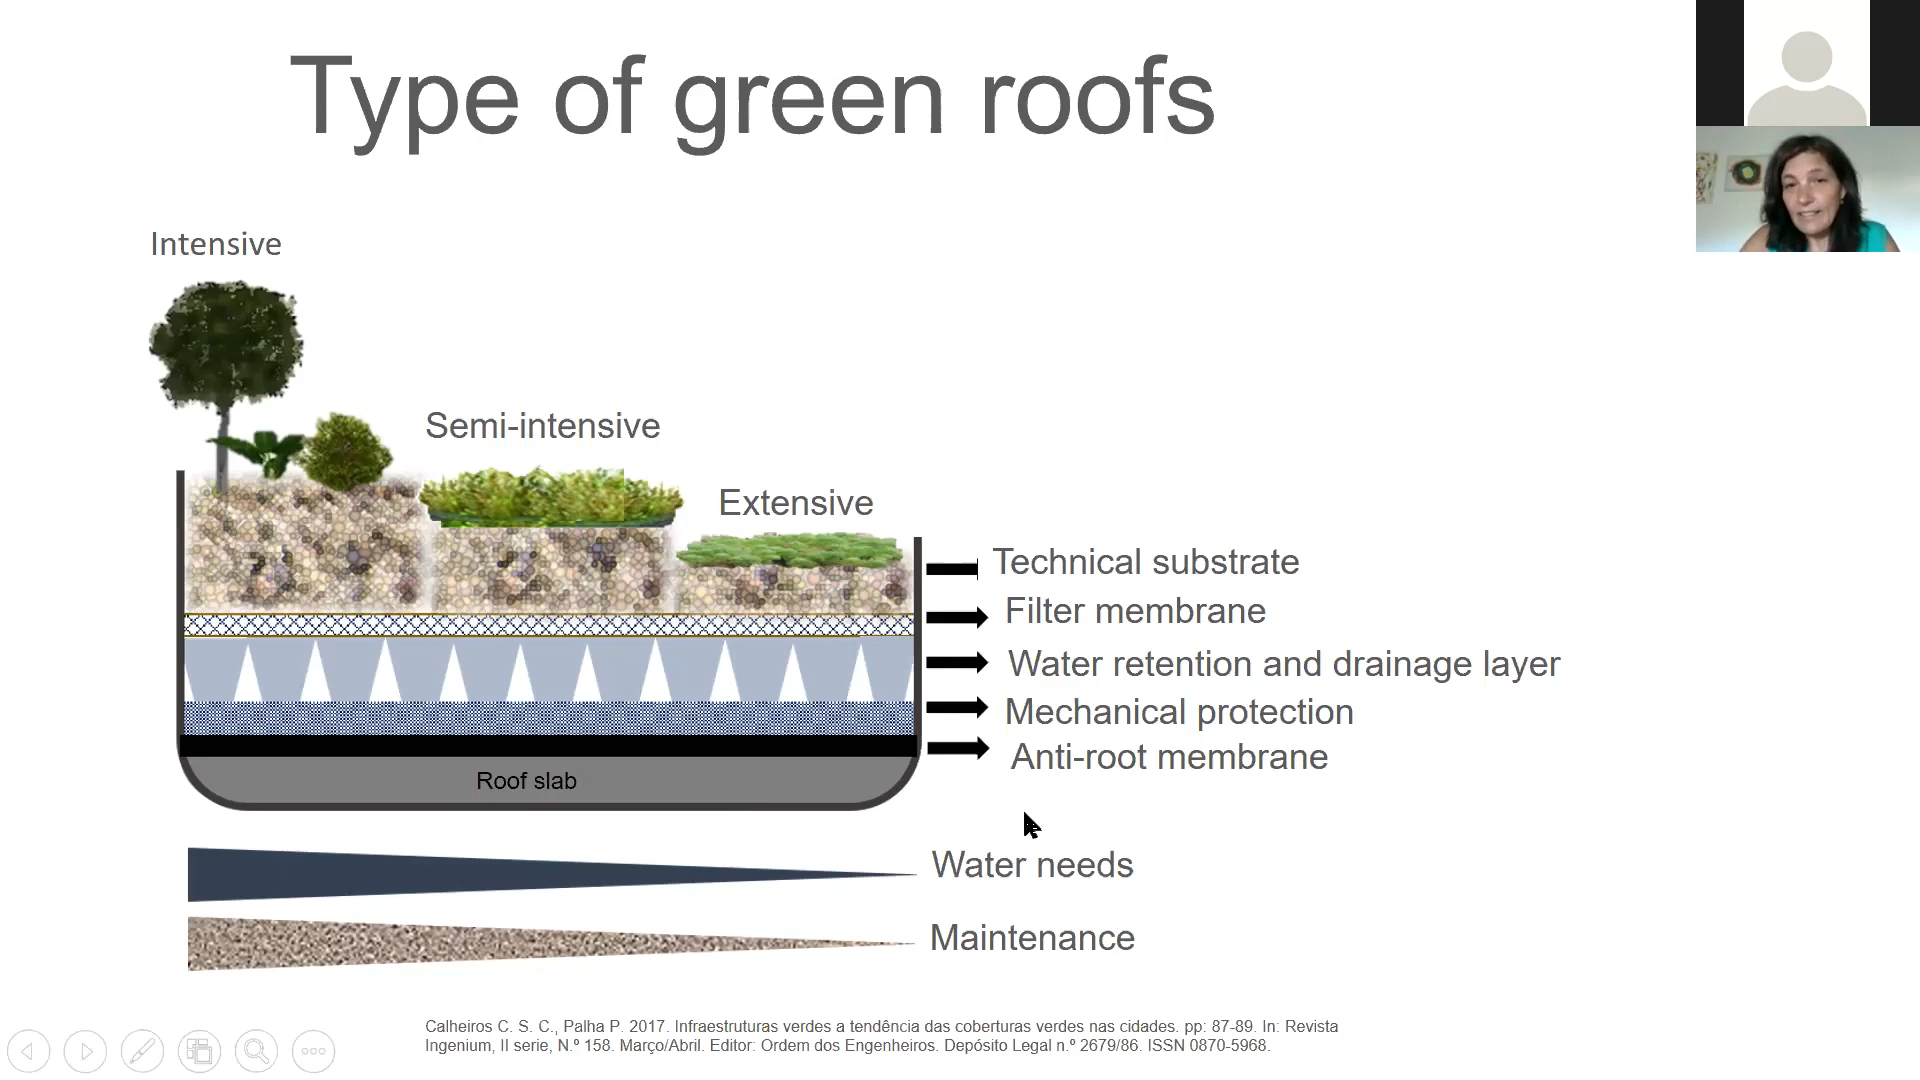 Type of green roofs
Intensive
Semi-intensive
Extensive
Technical substrate
Filter membrane
Water retention and drainage layer
Mechanical protection
Anti-root membrane
Roof slab
Water needs
Maintenance
Calheiros C. S. C., Palha P. 2017. Infraestruturas verdes a tendência das coberturas verdes nas cidades. pp: 87-89. In: Revista
Ingenium, II serie, N.º 158. Março/Abril. Editor: Ordem dos Engenheiros. Depósito Legal n.º 2679/86. ISSN 0870-5968.